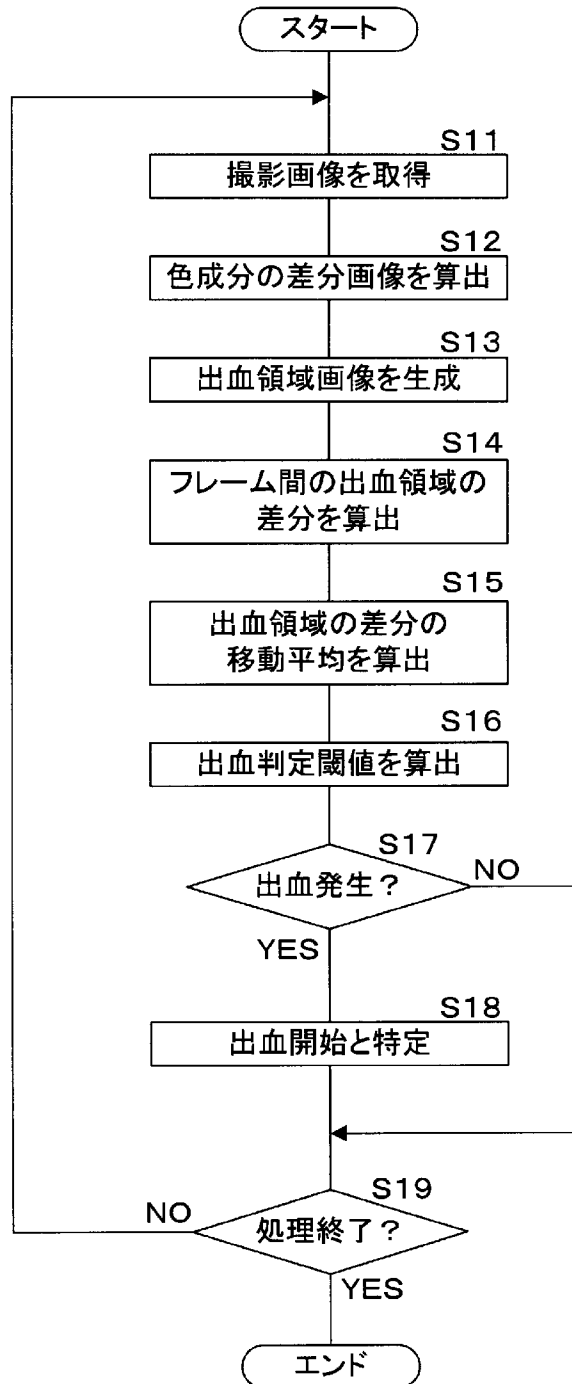 スタート
S11
撮影画像を取得
S12
色成分の差分画像を算出
S13
出血領域画像を生成
S14
フレーム間の出血領域の
差分を算出
S15
出血領域の差分の
移動平均を算出
S16
出血判定閾値を算出
S17
出血発生？
NO
YES
S18
出血開始と特定
S19
NO
処理終了？
YES
エンド